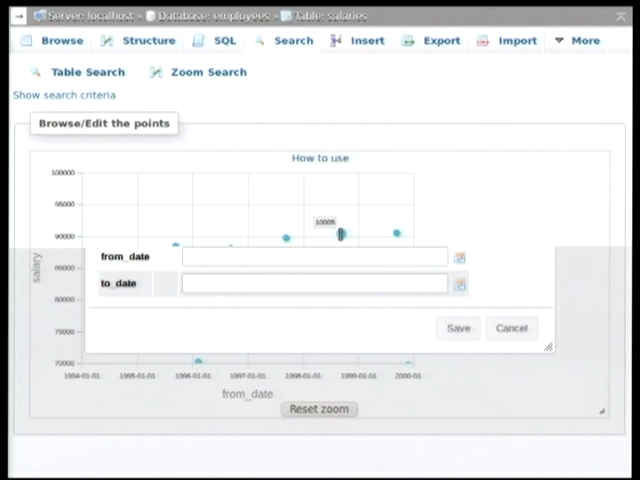 Server: localhost » Database: employees » Table: salaries
Browse Structure SQL Search Insert Export Import More
Table Search Zoom Search
Show search criteria
Browse/Edit the points
How to use
100000
95000
10005
90000
from_date
85000
to_date
80000
salary
75000
Save Cancel
70000
1994-01-01 1995-01-01 1996-01-01 1997-01-01 1998-01-01 1999-01-01 2000-01-
from_date
Reset zoom